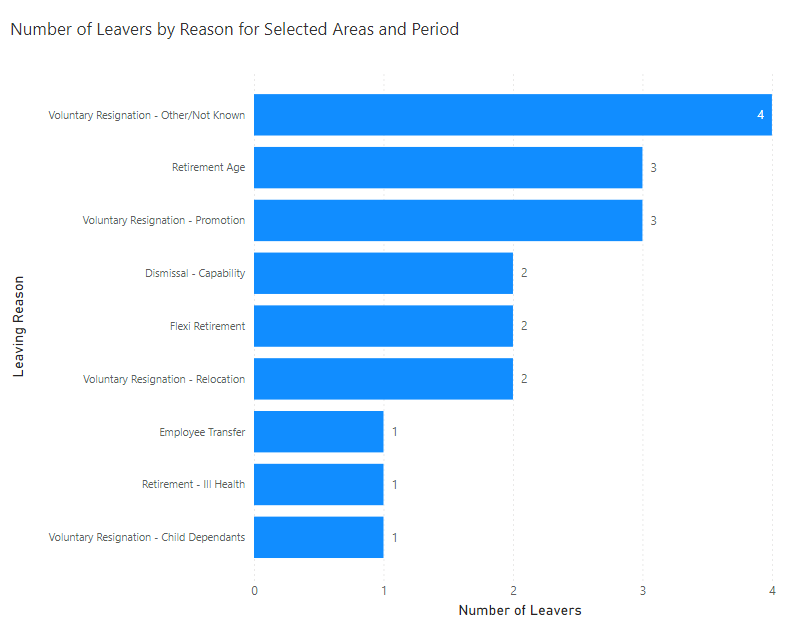 Number of Leavers by Reason for Selected Areas and Period
Voluntary Resignation - Other/Not Known
4
Retirement Age
3
Voluntary Resignation - Promotion
3
Dismissal - Capability
2
Flexi Retirement
2
Voluntary Resignation - Relocation
2
Employee Transfer
1
Retirement - Ill Health
1
Voluntary Resignation - Child Dependants
1
Leaving Reason
0 1 2 3 4
Number of Leavers